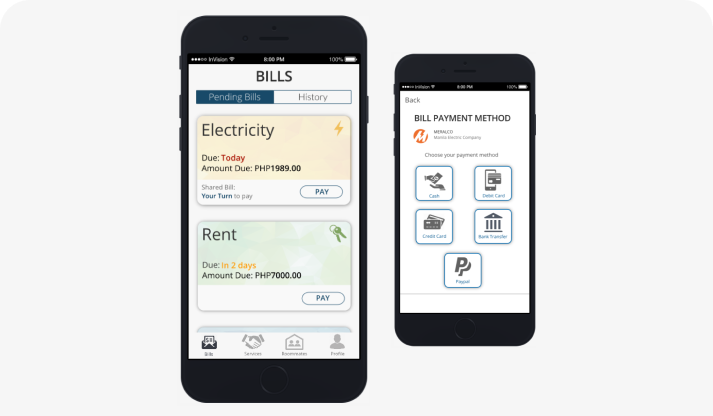 InVision
8:00 PM
100%
BILLS
Pending Bills
History
Electricity
Due: Today
Amount Due: PHP1989.00
Shared Bill:
Your Turn to pay
PAY
Rent
Due: In 2 days
Amount Due: PHP7000.00
PAY
Bills
Services
Roommates
Profile
InVision
8:00 PM
100%
Back
BILL PAYMENT METHOD
MERALCO
Manila Electric Company
Choose your payment method
Cash
Debit Card
Credit Card
Bank Transfer
Paypal